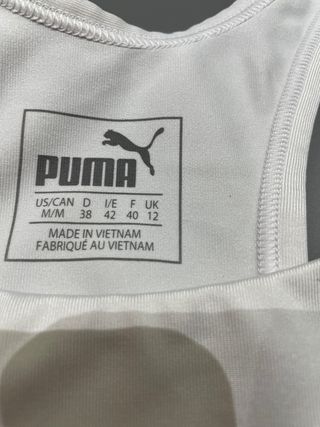 PUMA
US/CAN D I/E F UK
M/M 38 42 40 12
MADE IN VIETNAM
FABRIQUÉ AU VIETNAM